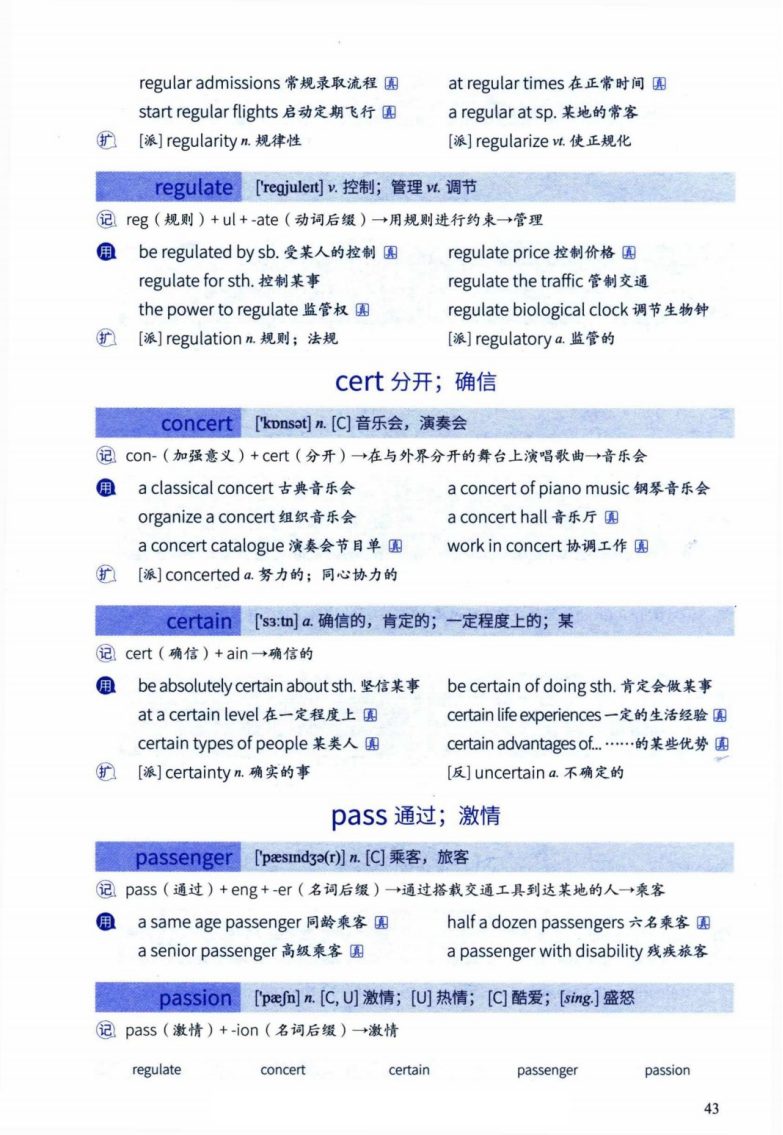 regular admissions 常规录取流程 真 at regular times 在正常时间 真
start regular flights 启动定期飞行 真 a regular at sp. 某地的常客
扩 [派] regularity n. 规律性 [派] regularize vt. 使正规化
regulate ['reɡjuleɪt] v. 控制；管理 vt. 调节
记 reg（规则）+ ul + -ate（动词后缀）→用规则进行约束→管理
用 be regulated by sb. 受某人的控制 真 regulate price 控制价格 真
regulate for sth. 控制某事 regulate the traffic 管制交通
the power to regulate 监管权 真 regulate biological clock 调节生物钟
扩 [派] regulation n. 规则；法规 [派] regulatory a. 监管的
cert 分开；确信
concert ['kɒnsət] n. [C] 音乐会，演奏会
记 con-（加强意义）+ cert（分开）→在与外界分开的舞台上演唱歌曲→音乐会
用 a classical concert 古典音乐会 a concert of piano music 钢琴音乐会
organize a concert 组织音乐会 a concert hall 音乐厅 真
a concert catalogue 演奏会节目单 真 work in concert 协调工作 真
扩 [派] concerted a. 努力的；同心协力的
certain ['sɜːtn] a. 确信的，肯定的；一定程度上的；某
记 cert（确信）+ ain →确信的
用 be absolutely certain about sth. 坚信某事 be certain of doing sth. 肯定会做某事
at a certain level 在一定程度上 真 certain life experiences 一定的生活经验 真
certain types of people 某类人 真 certain advantages of... ……的某些优势 真
扩 [派] certainty n. 确实的事 [反] uncertain a. 不确定的
pass 通过；激情
passenger ['pæsɪndʒə(r)] n. [C] 乘客，旅客
记 pass（通过）+ eng + -er（名词后缀）→通过搭载交通工具到达某地的人→乘客
用 a same age passenger 同龄乘客 真 half a dozen passengers 六名乘客 真
a senior passenger 高级乘客 真 a passenger with disability 残疾旅客
passion ['pæʃn] n. [C, U] 激情；[U] 热情；[C] 酷爱；[sing.] 盛怒
记 pass（激情）+ -ion（名词后缀）→激情
regulate concert certain passenger passion
43